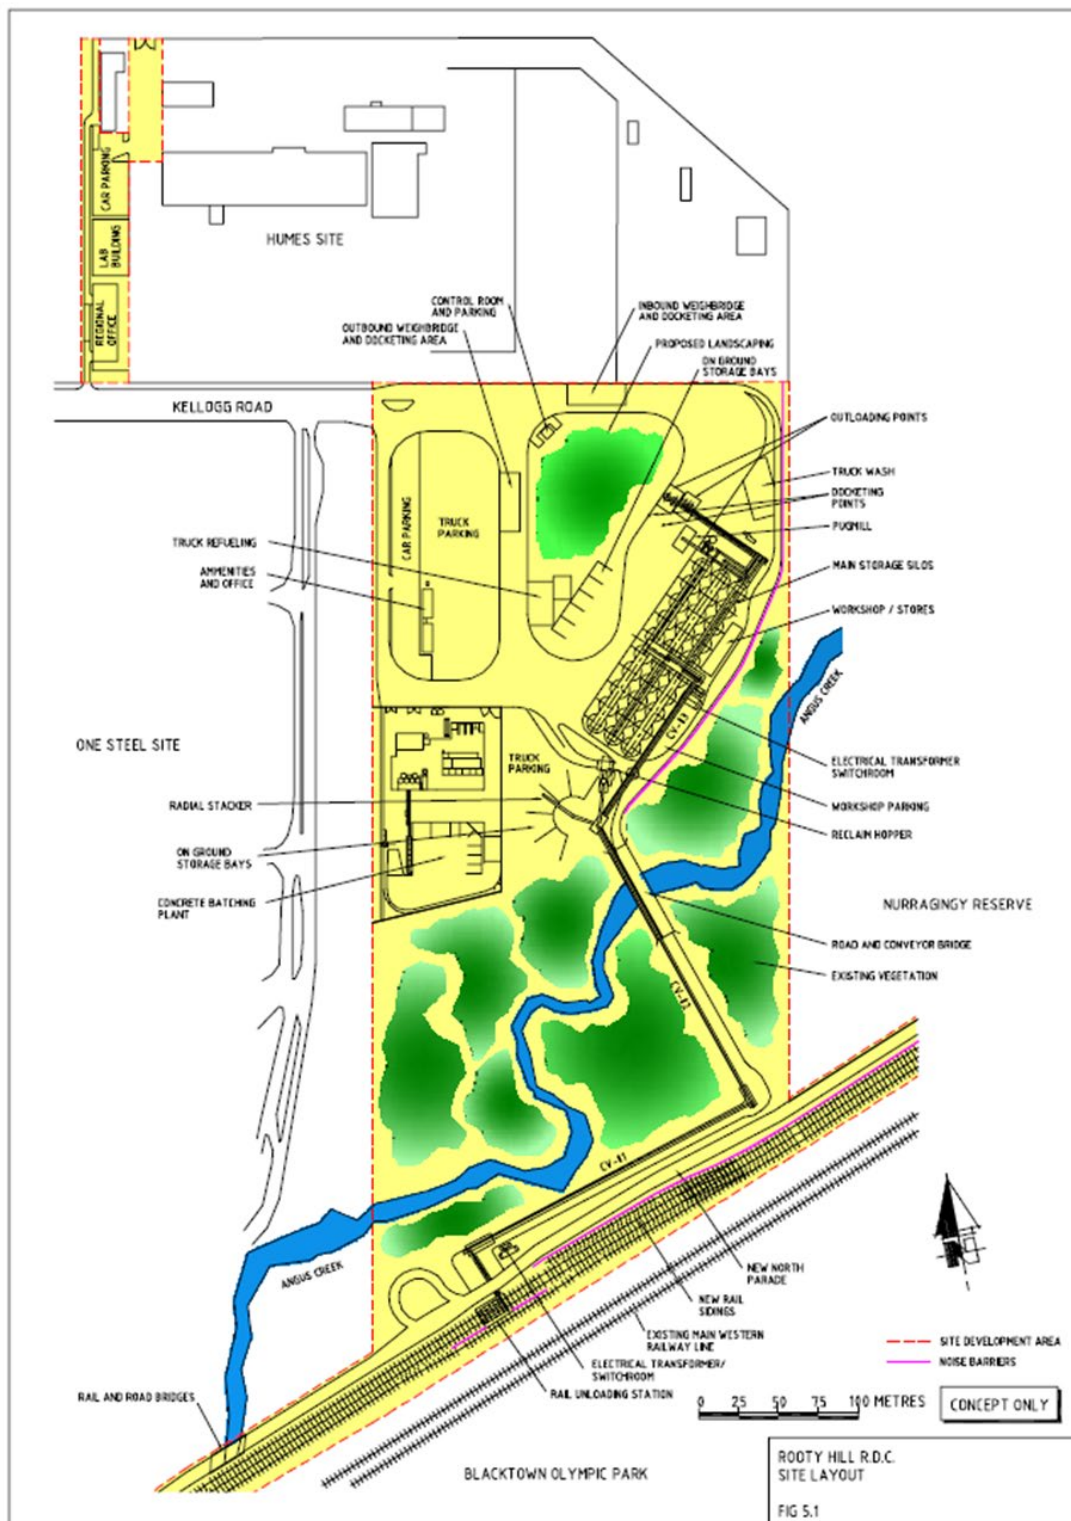 CAR PARKING
LAB
BUILDING
REGIONAL
OFFICE
HUMES SITE
CONTROL ROOM
AND PARKING
OUTBOUND WEIGHBRIDGE
AND DOCKETING AREA
INBOUND WEIGHBRIDGE
AND DOCKETING AREA
PROPOSED LANDSCAPING
ON GROUND
STORAGE BAYS
KELLOGG ROAD
OUTLOADING POINTS
TRUCK WASH
DOCKETING
POINTS
PUGMILL
MAIN STORAGE SILOS
WORKSHOP / STORES
CAR PARKING
TRUCK
PARKING
TRUCK REFUELING
AMMENITIES
AND OFFICE
ANGUS CREEK
ONE STEEL SITE
TRUCK
PARKING
CV-03
ELECTRICAL TRANSFORMER
SWITCHROOM
WORKSHOP PARKING
RECLAIM HOPPER
RADIAL STACKER
ON GROUND
STORAGE BAYS
CONCRETE BATCHING
PLANT
NURRAGINGY RESERVE
ROAD AND CONVEYOR BRIDGE
EXISTING VEGETATION
CV-02
CV-01
ANGUS CREEK
NEW NORTH
PARADE
NEW RAIL
SIDINGS
EXISTING MAIN WESTERN
RAILWAY LINE
ELECTRICAL TRANSFORMER/
SWITCHROOM
RAIL UNLOADING STATION
RAIL AND ROAD BRIDGES
SITE DEVELOPMENT AREA
NOISE BARRIERS
0 25 50 75 100 METRES
CONCEPT ONLY
BLACKTOWN OLYMPIC PARK
ROOTY HILL R.D.C.
SITE LAYOUT
FIG 5.1